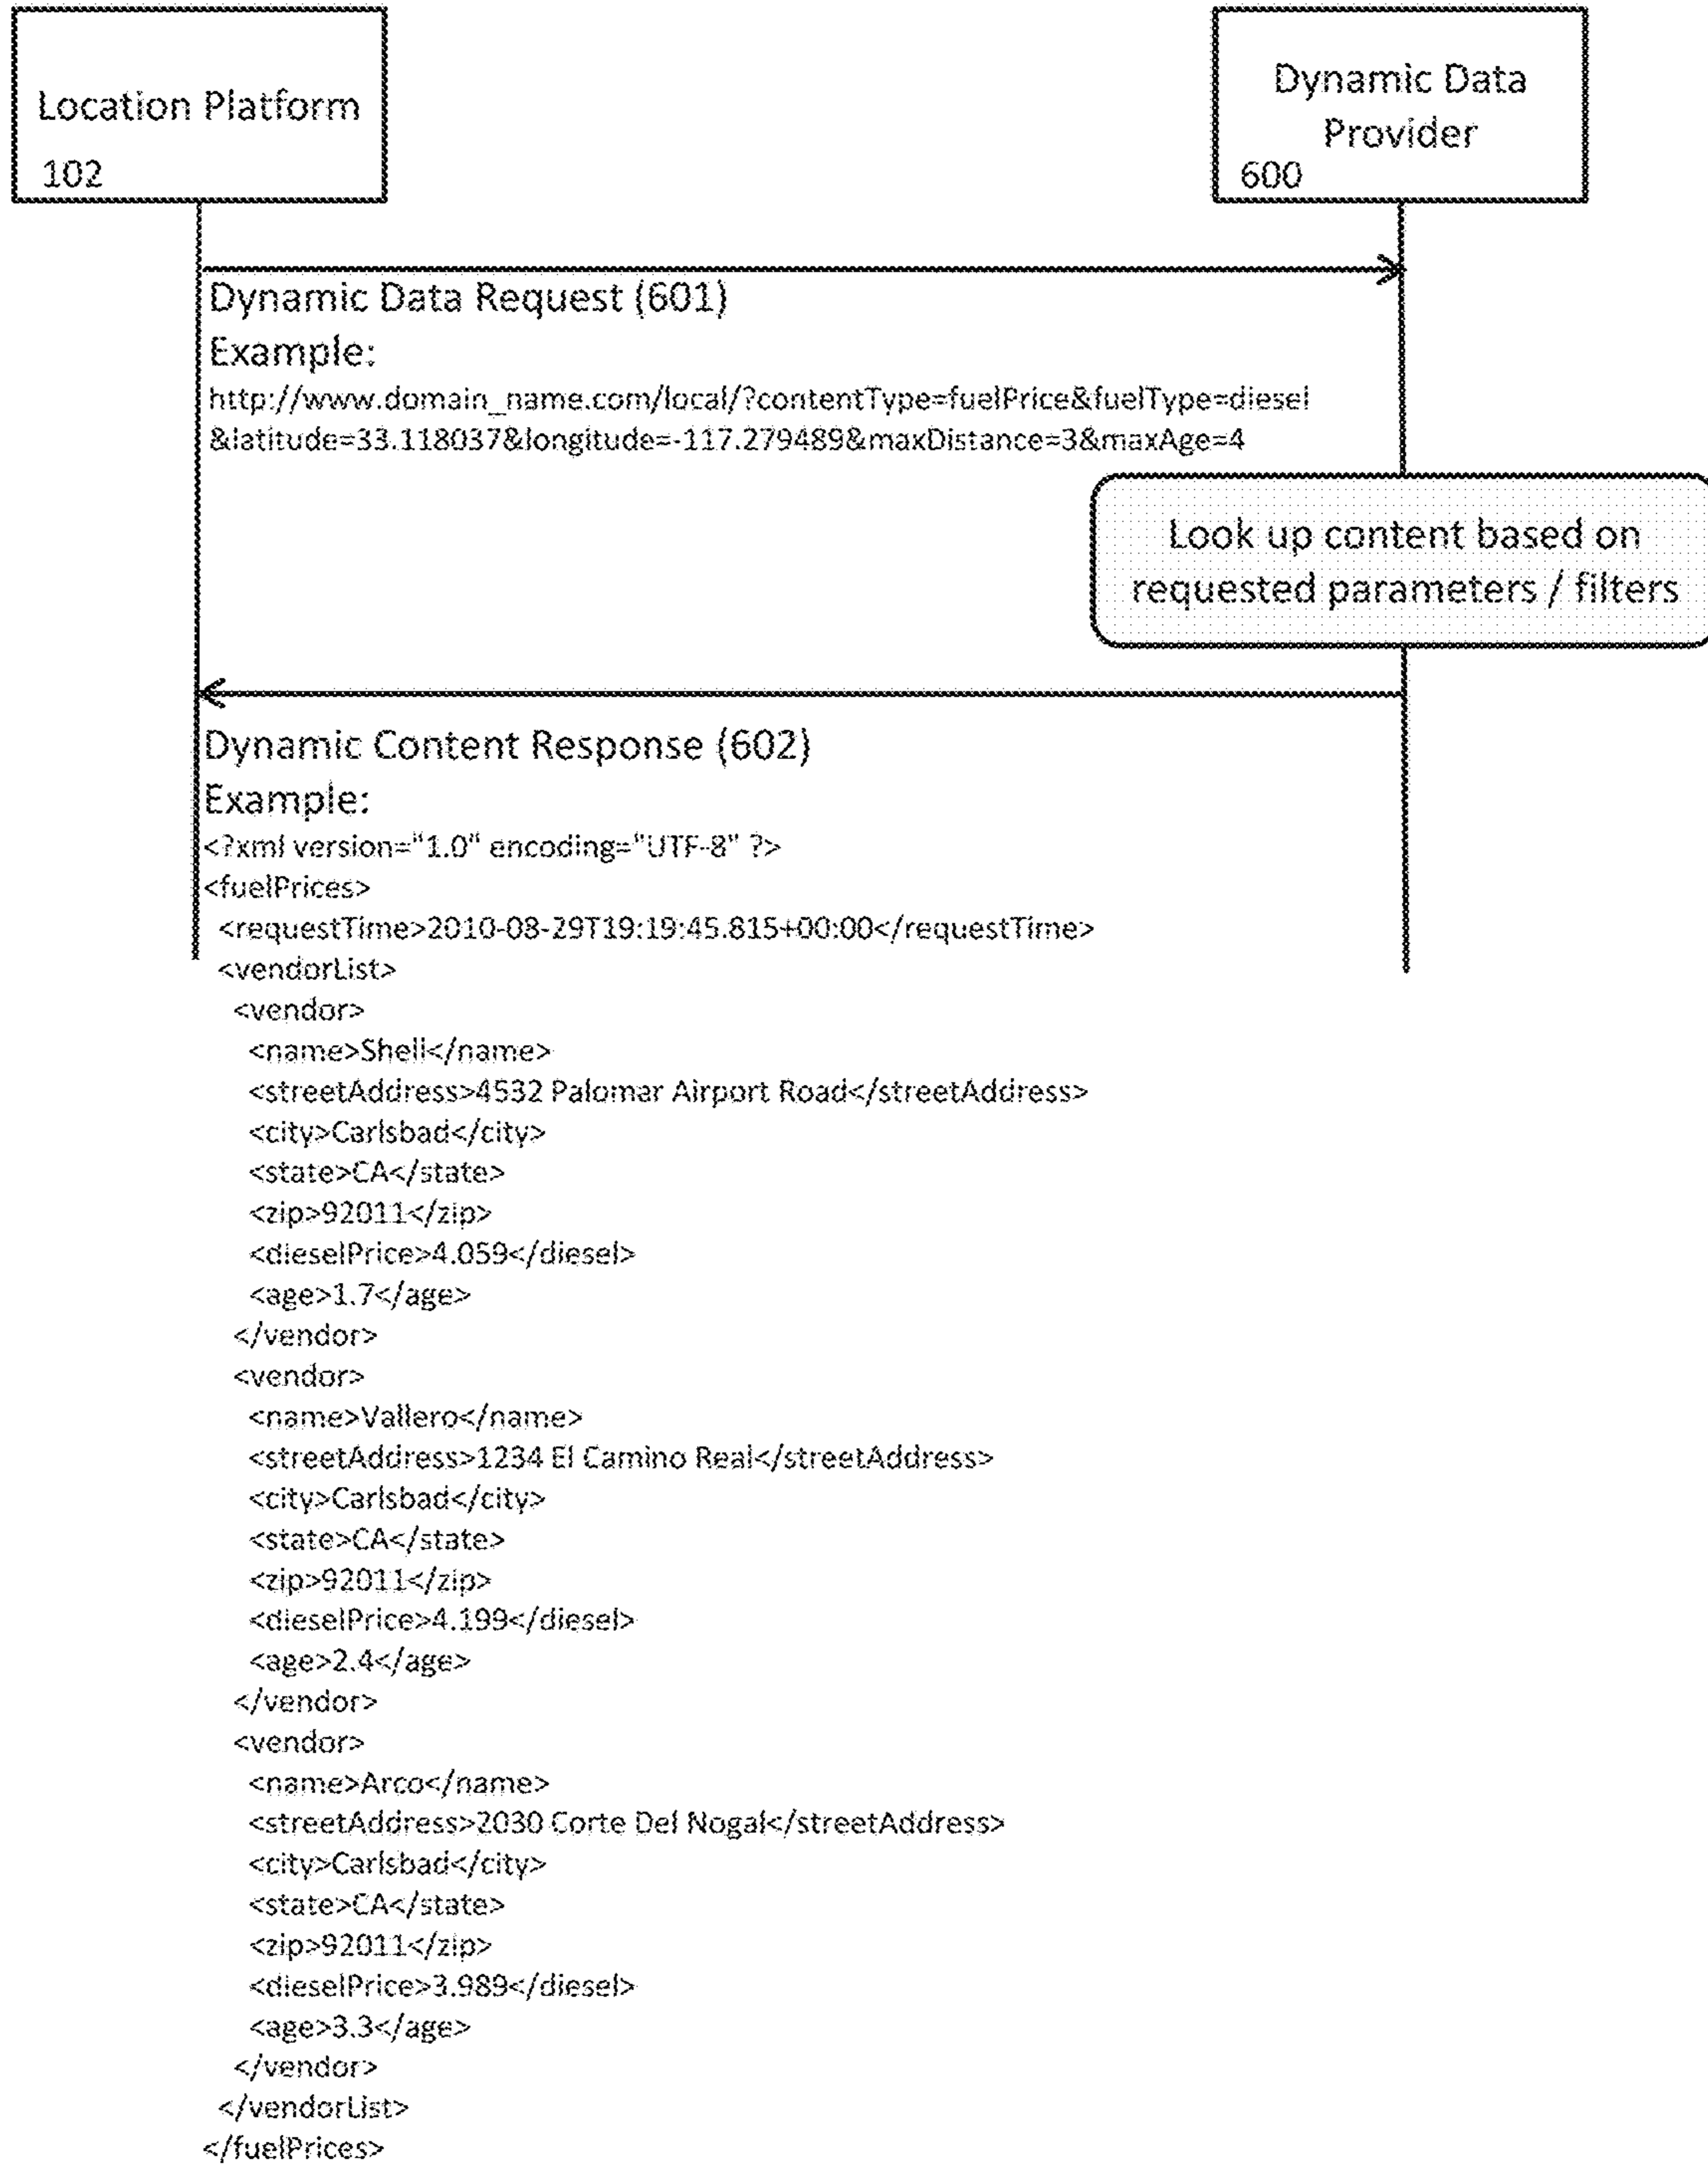 Location Platform
102
Dynamic Data
Provider
600
Dynamic Data Request (601)
Example:
http://www.domain_name.com/local/?contentType=fuelPrice&fuelType=diesel
&latitude=33.118037&longitude=-117.279489&maxDistance=3&maxAge=4
Look up content based on
requested parameters / filters
Dynamic Content Response (602)
Example:
<?xml version="1.0" encoding="UTF-8" ?>
<fuelPrices>
<requestTime>2010-08-29T19:19:45.815+00:00</requestTime>
<vendorList>
<vendor>
<name>Shell</name>
<streetAddress>4532 Palomar Airport Road</streetAddress>
<city>Carlsbad</city>
<state>CA</state>
<zip>92011</zip>
<dieselPrice>4.059</diesel>
<age>1.7</age>
</vendor>
<vendor>
<name>Vallero</name>
<streetAddress>1234 El Camino Real</streetAddress>
<city>Carlsbad</city>
<state>CA</state>
<zip>92011</zip>
<dieselPrice>4.199</diesel>
<age>2.4</age>
</vendor>
<vendor>
<name>Arco</name>
<streetAddress>2030 Corte Del Nogal</streetAddress>
<city>Carlsbad</city>
<state>CA</state>
<zip>92011</zip>
<dieselPrice>3.989</diesel>
<age>3.3</age>
</vendor>
</vendorList>
</fuelPrices>